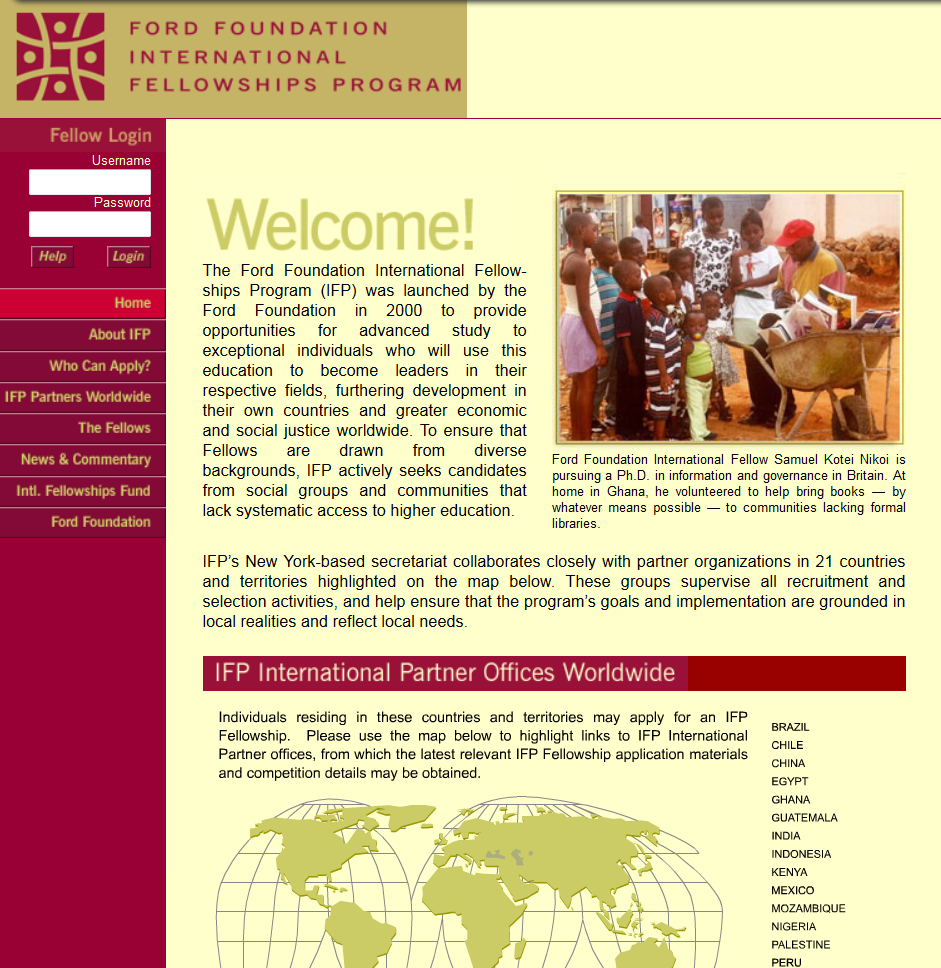 FORD FOUNDATION
INTERNATIONAL
FELLOWSHIPS PROGRAM
Fellow Login
Username
Password
Help Login
Home
About IFP
Who Can Apply?
IFP Partners Worldwide
The Fellows
News & Commentary
Intl. Fellowships Fund
Ford Foundation
Welcome!
The Ford Foundation International Fellow-
ships Program (IFP) was launched by the
Ford Foundation in 2000 to provide
opportunities for advanced study to
exceptional individuals who will use this
education to become leaders in their
respective fields, furthering development in
their own countries and greater economic
and social justice worldwide. To ensure that
Fellows are drawn from diverse
backgrounds, IFP actively seeks candidates
from social groups and communities that
lack systematic access to higher education.
Ford Foundation International Fellow Samuel Kotei Nikoi is
pursuing a Ph.D. in information and governance in Britain. At
home in Ghana, he volunteered to help bring books — by
whatever means possible — to communities lacking formal
libraries.
IFP’s New York-based secretariat collaborates closely with partner organizations in 21 countries
and territories highlighted on the map below. These groups supervise all recruitment and
selection activities, and help ensure that the program’s goals and implementation are grounded in
local realities and reflect local needs.
IFP International Partner Offices Worldwide
Individuals residing in these countries and territories may apply for an IFP
Fellowship. Please use the map below to highlight links to IFP International
Partner offices, from which the latest relevant IFP Fellowship application materials
and competition details may be obtained.
BRAZIL
CHILE
CHINA
EGYPT
GHANA
GUATEMALA
INDIA
INDONESIA
KENYA
MEXICO
MOZAMBIQUE
NIGERIA
PALESTINE
PERU